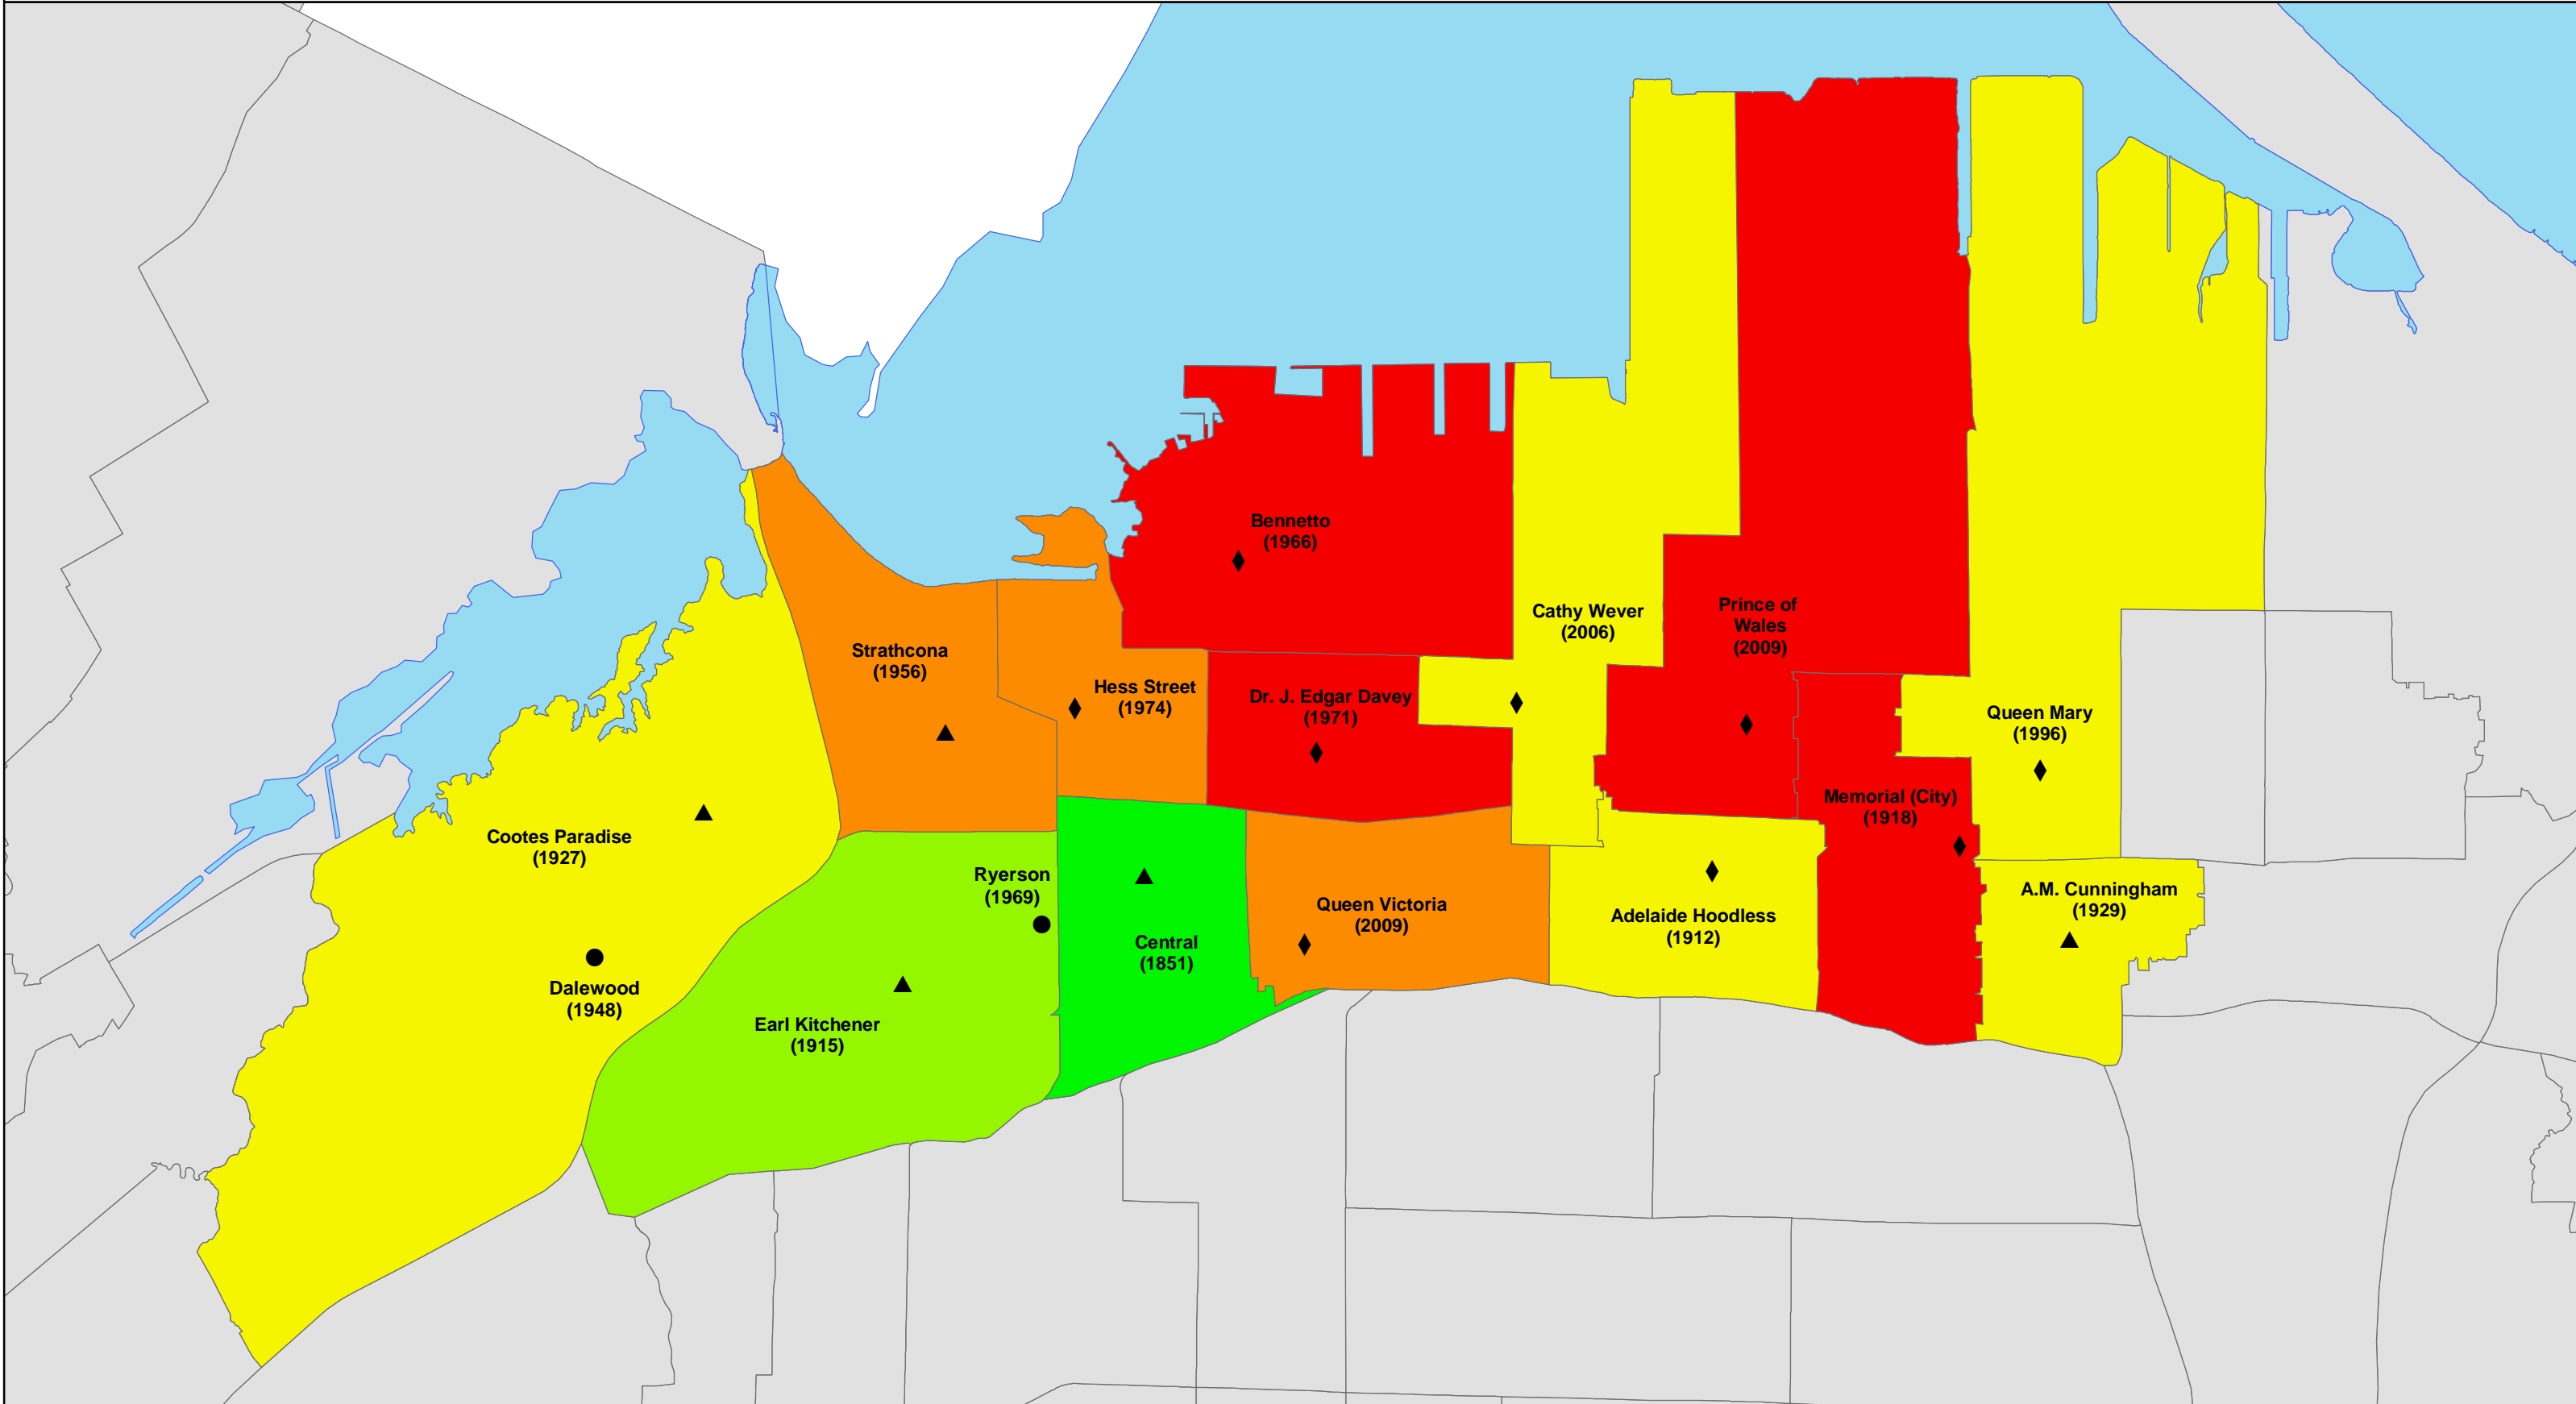 Bennetto
(1966)
Cathy Wever
(2006)
Prince of
Wales
(2009)
Strathcona
(1956)
Hess Street
(1974)
Dr. J. Edgar Davey
(1971)
Queen Mary
(1996)
Memorial (City)
(1918)
Cootes Paradise
(1927)
Ryerson
(1969)
Queen Victoria
(2009)
Adelaide Hoodless
(1912)
A.M. Cunningham
(1929)
Central
(1851)
Dalewood
(1948)
Earl Kitchener
(1915)